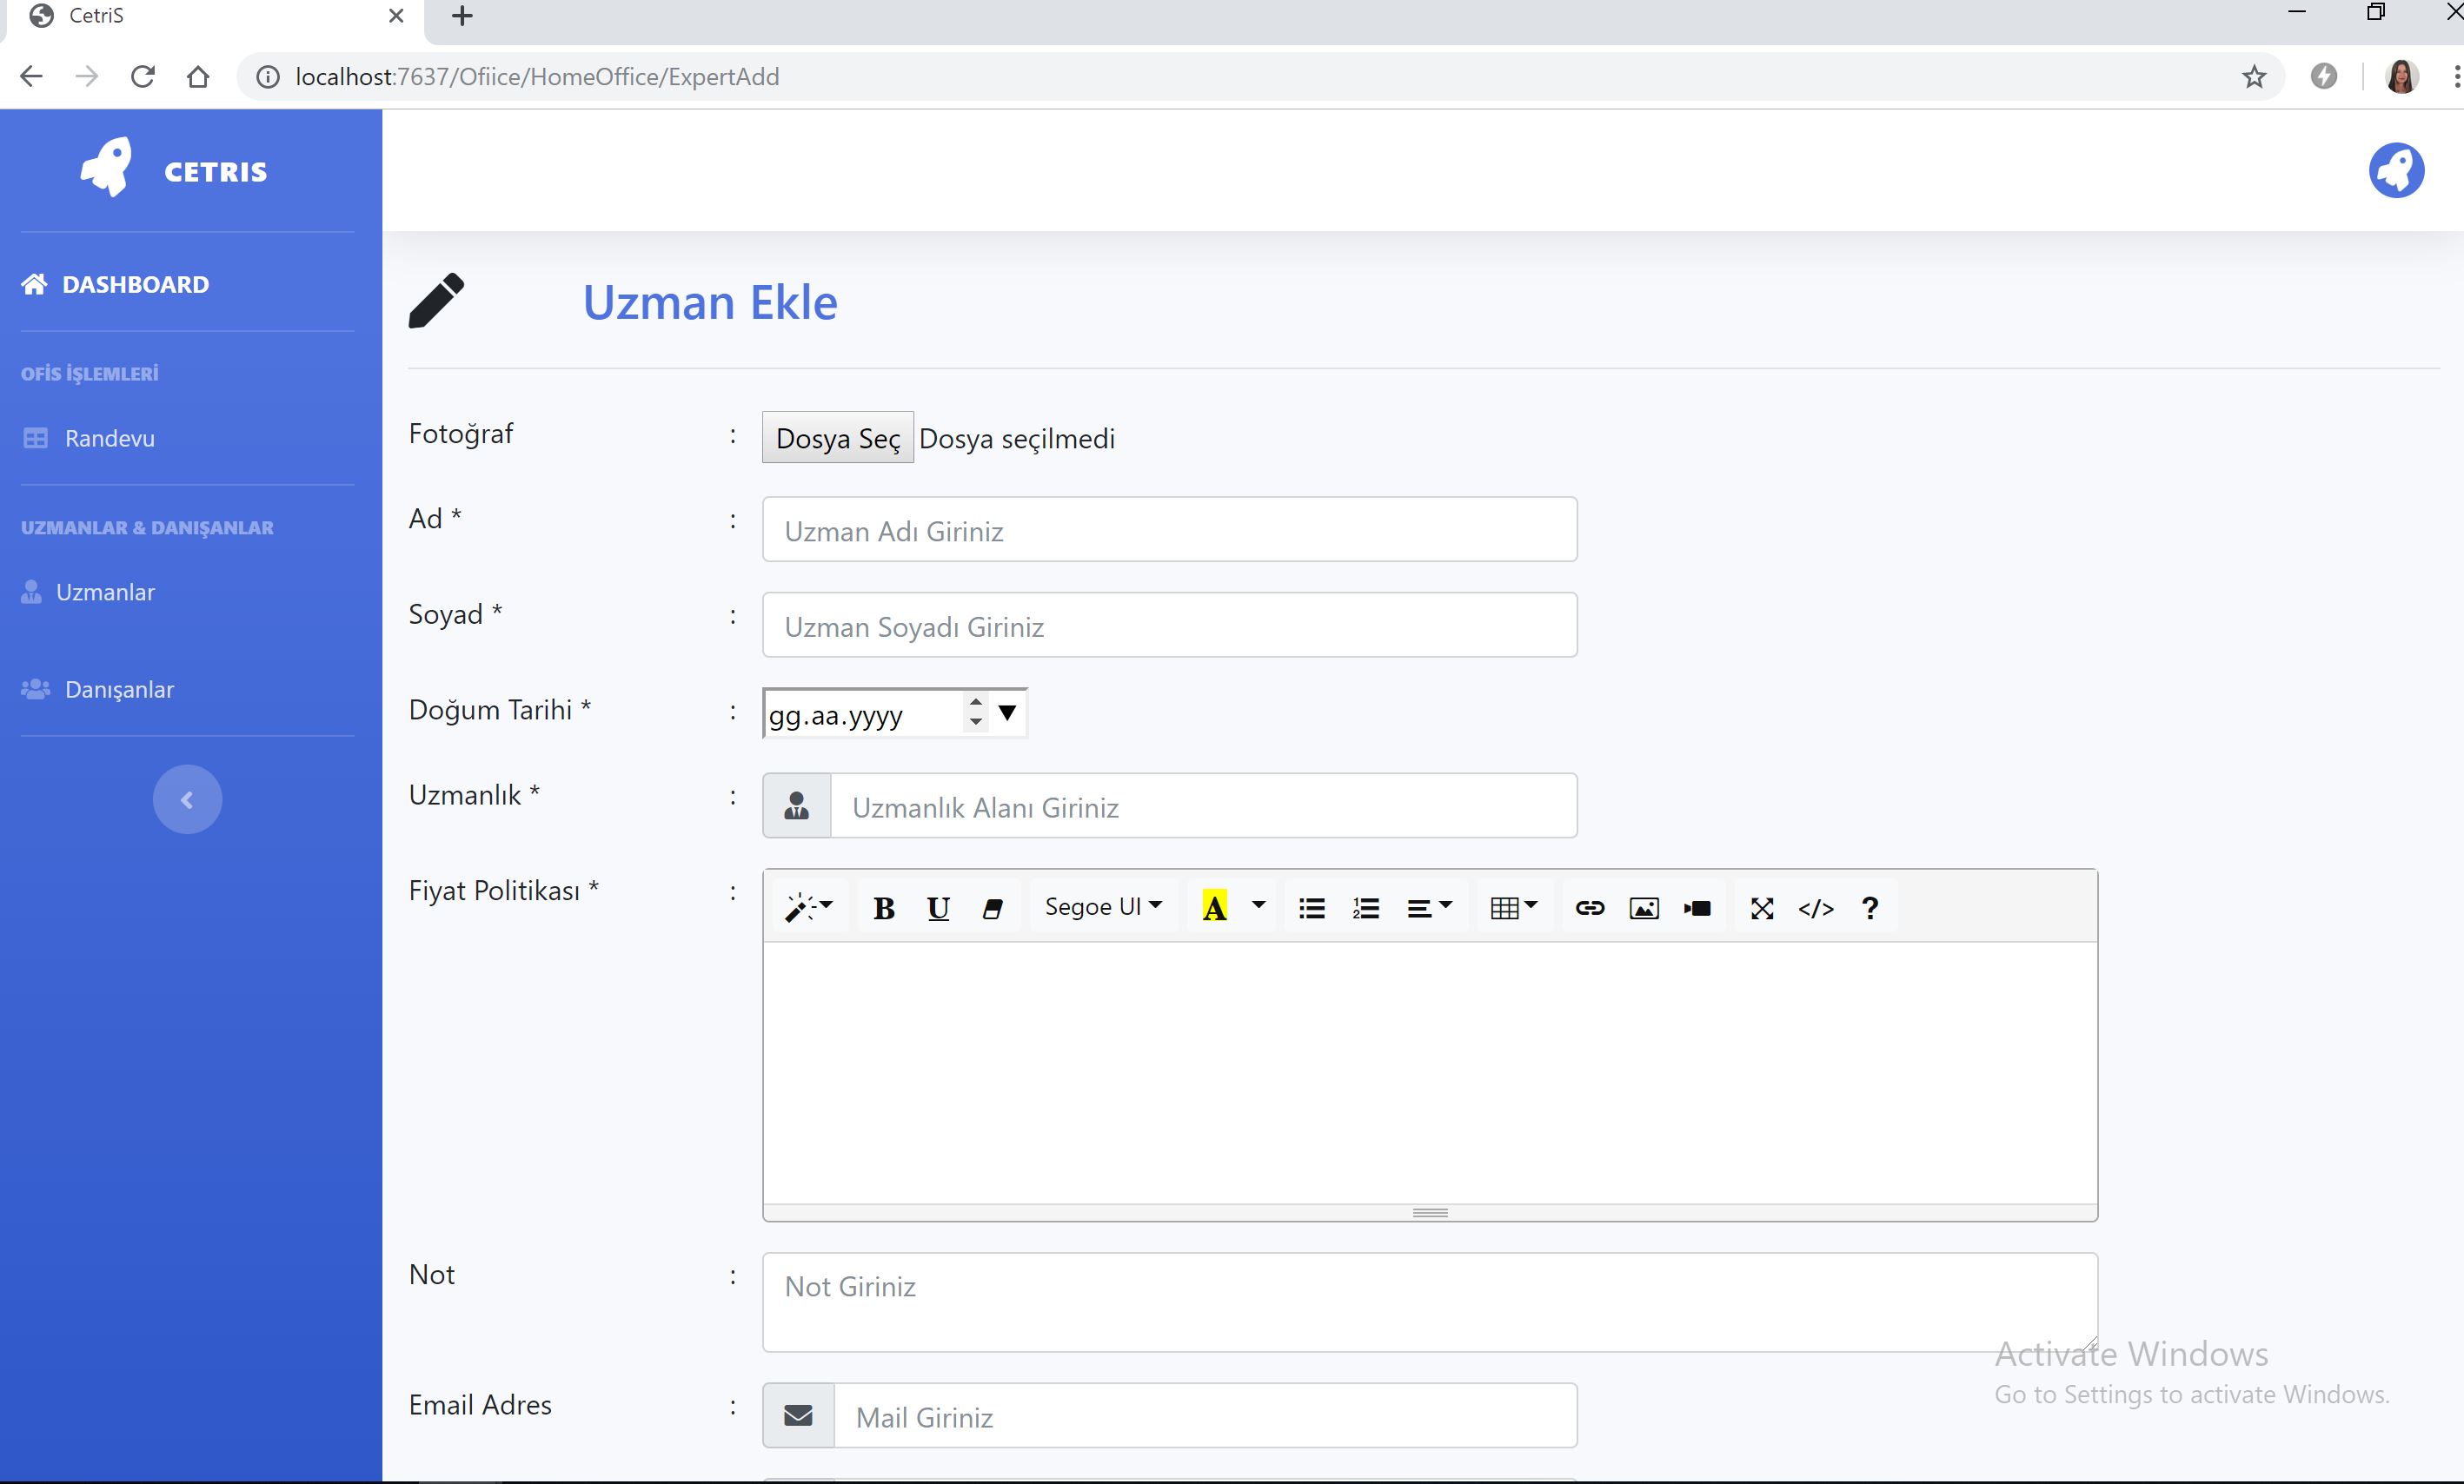 CetriS
localhost:7637/Ofiice/HomeOffice/ExpertAdd
CETRIS
DASHBOARD
OFİS İŞLEMLERİ
Randevu
UZMANLAR & DANIŞANLAR
Uzmanlar
Danışanlar
Uzman Ekle
Fotoğraf : Dosya Seç Dosya seçilmedi
Ad * : Uzman Adı Giriniz
Soyad * : Uzman Soyadı Giriniz
Doğum Tarihi * : gg.aa.yyyy
Uzmanlık * : Uzmanlık Alanı Giriniz
Fiyat Politikası * : B U Segoe UI A </> ?
Not : Not Giriniz
Email Adres : Mail Giriniz
Activate Windows
Go to Settings to activate Windows.